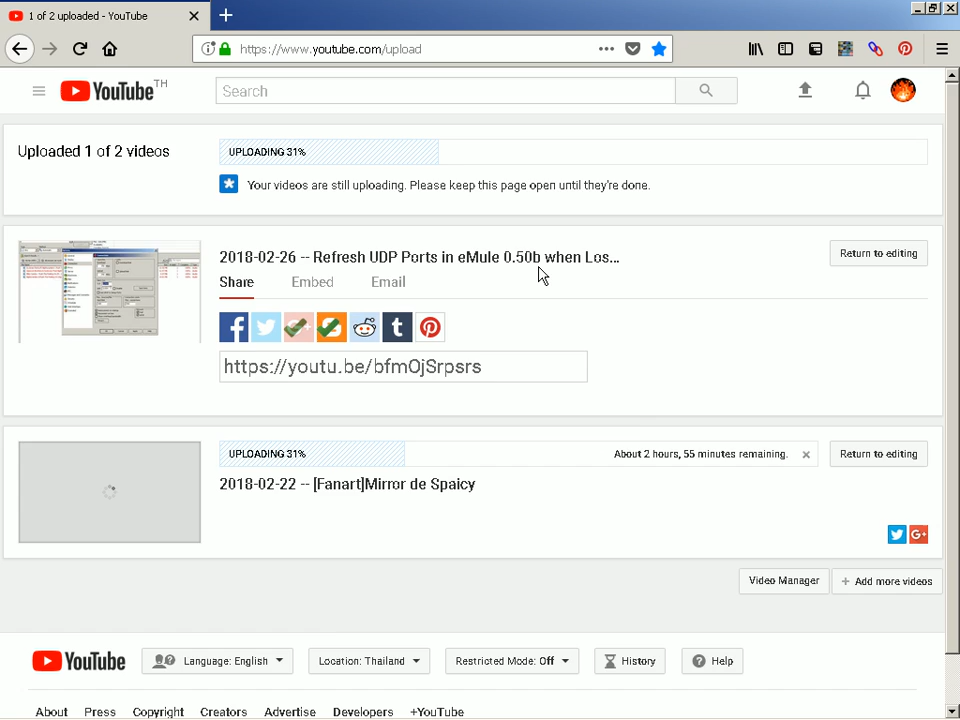 1 of 2 uploaded - YouTube
https://www.youtube.com/upload
YouTube TH
Search
Uploaded 1 of 2 videos
UPLOADING 31%
Your videos are still uploading. Please keep this page open until they're done.
2018-02-26 -- Refresh UDP Ports in eMule 0.50b when Los...
Return to editing
Share Embed Email
https://youtu.be/bfmOjSrpsrs
UPLOADING 31%
About 2 hours, 55 minutes remaining.
Return to editing
2018-02-22 -- [Fanart]Mirror de Spaicy
G+
Video Manager
+ Add more videos
YouTube
Language: English
Location: Thailand
Restricted Mode: Off
History
Help
About Press Copyright Creators Advertise Developers +YouTube